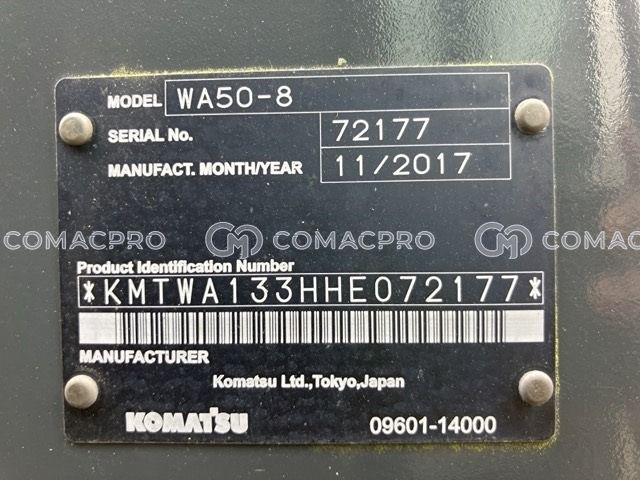 MODEL WA50-8
SERIAL No. 72177
MANUFACT. MONTH/YEAR 11/2017
COMACPRO COMACPRO COMACPRO
Product Identification Number
*KMTWA133HHE072177*
MANUFACTURER
Komatsu Ltd.,Tokyo,Japan
KOMATSU 09601-14000